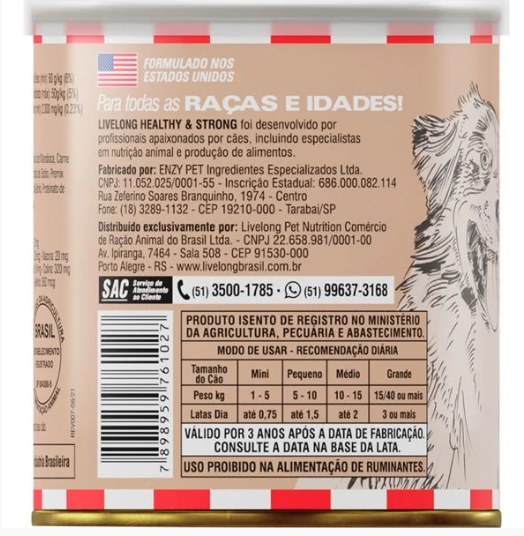 FORMULADO NOS
ESTADOS UNIDOS
Para todas as RAÇAS E IDADES!
LIVELONG HEALTHY & STRONG foi desenvolvido por
profissionais apaixonados por cães, incluindo especialistas
em nutrição animal e produção de alimentos.
Fabricado por: ENZY PET Ingredientes Especializados Ltda.
CNPJ: 11.052.025/0001-55 - Inscrição Estadual: 686.000.082.114
Rua Zeferino Soares Branquinho, 1974 - Centro
Fone: (18) 3289-1132 - CEP 19210-000 - Tarabai/SP
Distribuído exclusivamente por: Livelong Pet Nutrition Comércio
de Ração Animal do Brasil Ltda. - CNPJ 22.658.981/0001-00
Av. Ipiranga, 7464 - Sala 508 - CEP 91530-000
Porto Alegre - RS - www.livelongbrasil.com.br
SAC Serviço de
Atendimento
ao Cliente
(51) 3500-1785 · (51) 99637-3168
7 898959 761027
PRODUTO ISENTO DE REGISTRO NO MINISTÉRIO
DA AGRICULTURA, PECUÁRIA E ABASTECIMENTO.
MODO DE USAR - RECOMENDAÇÃO DIÁRIA
Tamanho
do Cão Mini Pequeno Médio Grande
Peso kg 1 - 5 5 - 10 10 - 15 15/40 ou mais
Latas Dia até 0,75 até 1,5 até 2 3 ou mais
VÁLIDO POR 3 ANOS APÓS A DATA DE FABRICAÇÃO.
CONSULTE A DATA NA BASE DA LATA.
USO PROIBIDO NA ALIMENTAÇÃO DE RUMINANTES.
BRASIL
REGISTRADO
Brasileira